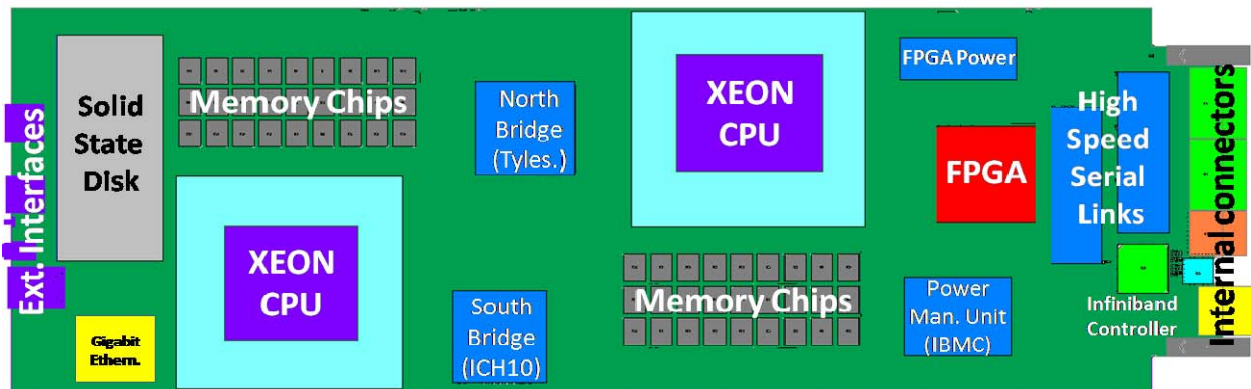 Ext. Interfaces
Solid
State
Disk
Gigabit
Ethern.
Memory Chips
XEON
CPU
North
Bridge
(Tyles.)
South
Bridge
(ICH10)
XEON
CPU
Memory Chips
FPGA Power
FPGA
Power
Man. Unit
(IBMC)
High
Speed
Serial
Links
Infiniband
Controller
Internal connectors